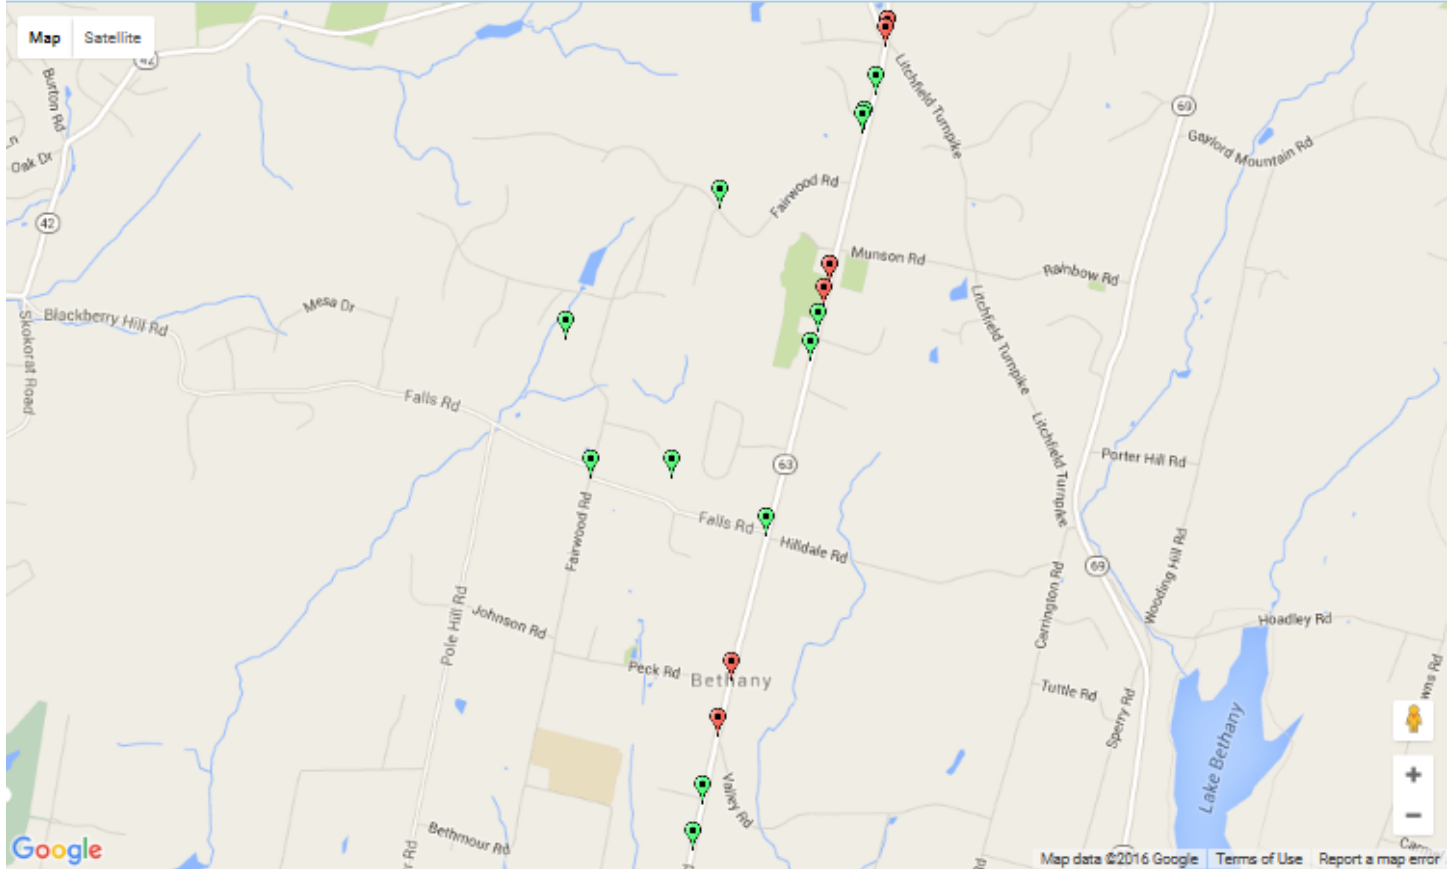 Map Satellite
42
Burton Rd
Ln
Oak Dr
42
Skokorat Road
Blackberry Hill Rd
Mesa Dr
Falls Rd
Litchfield Turnpike
69
Gaylord Mountain Rd
Fairwood Rd
Munson Rd
Rainbow Rd
Litchfield Turnpike
Litchfield Turnpike
Porter Hill Rd
63
Falls Rd
Hilldale Rd
Fairwood Rd
69
Wooding Hill Rd
Carrington Rd
Hoadley Rd
Pole Hill Rd
Johnson Rd
Peck Rd
Bethany
Tuttle Rd
Sperry Rd
wns Rd
Lake Bethany
Valley Rd
Bethmour Rd
r Rd
d
d
Carm
Google
Map data ©2016 Google Terms of Use Report a map error